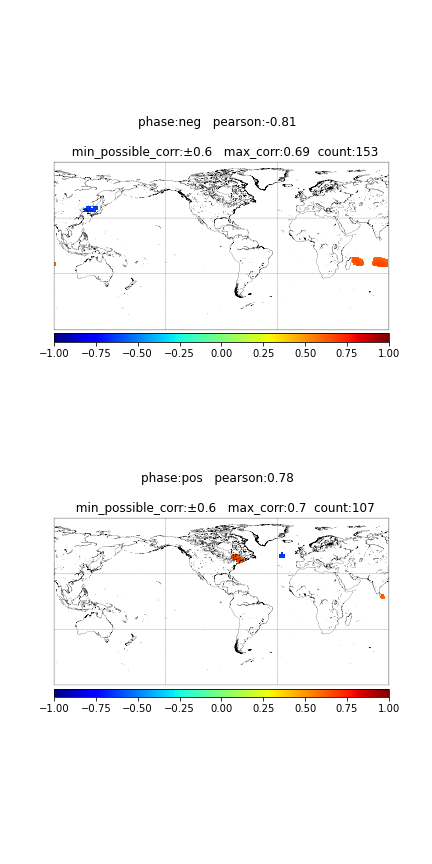 phase:neg   pearson:-0.81
min_possible_corr:±0.6   max_corr:0.69  count:153
−1.00 −0.75 −0.50 −0.25 0.00 0.25 0.50 0.75 1.00
phase:pos   pearson:0.78
min_possible_corr:±0.6   max_corr:0.7  count:107
−1.00 −0.75 −0.50 −0.25 0.00 0.25 0.50 0.75 1.00